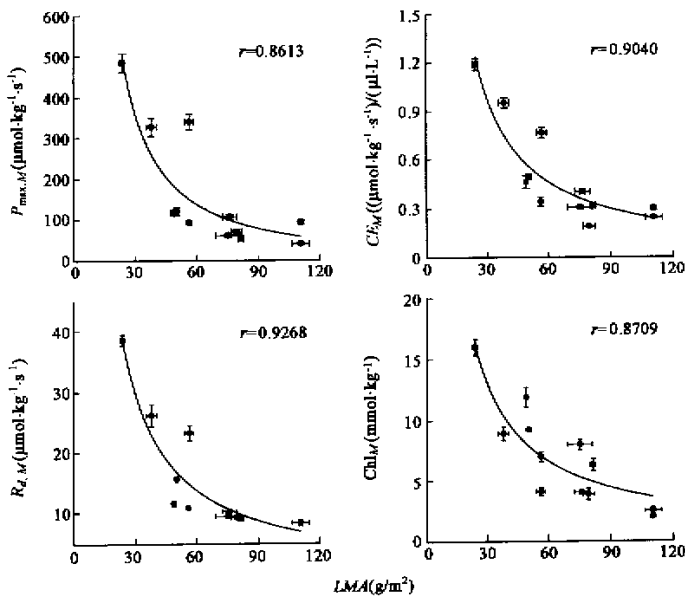 P_max,M (μmol·kg⁻¹·s⁻¹)
600
500
400
300
200
100
0
0 30 60 90 120
r=0.8613
CE_M ((μmol·kg⁻¹·s⁻¹)/(μl·L⁻¹))
1.5
1.2
0.9
0.6
0.3
0.0
0 30 60 90 120
r=0.9040
R_d,M (μmol·kg⁻¹·s⁻¹)
40
30
20
10
0 30 60 90 120
r=0.9268
Chl_M (mmol·kg⁻¹)
20
15
10
5
0
0 30 60 90 120
r=0.8709
LMA(g/m²)